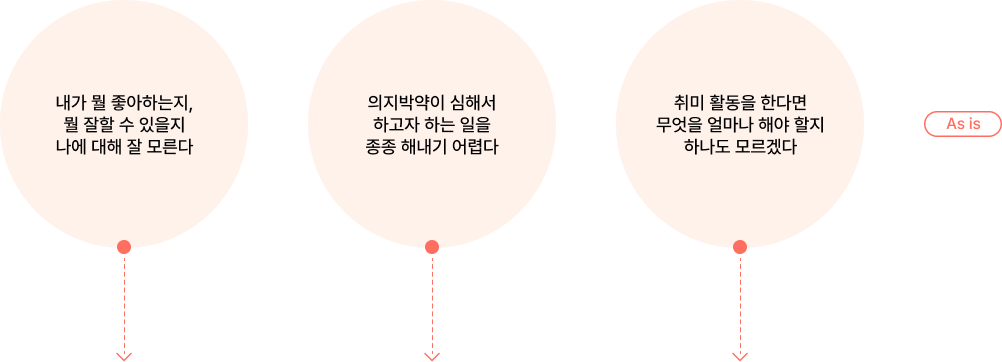 내가 뭘 좋아하는지,
뭘 잘할 수 있을지
나에 대해 잘 모른다
의지박약이 심해서
하고자 하는 일을
종종 해내기 어렵다
취미 활동을 한다면
무엇을 얼마나 해야 할지
하나도 모르겠다
As is